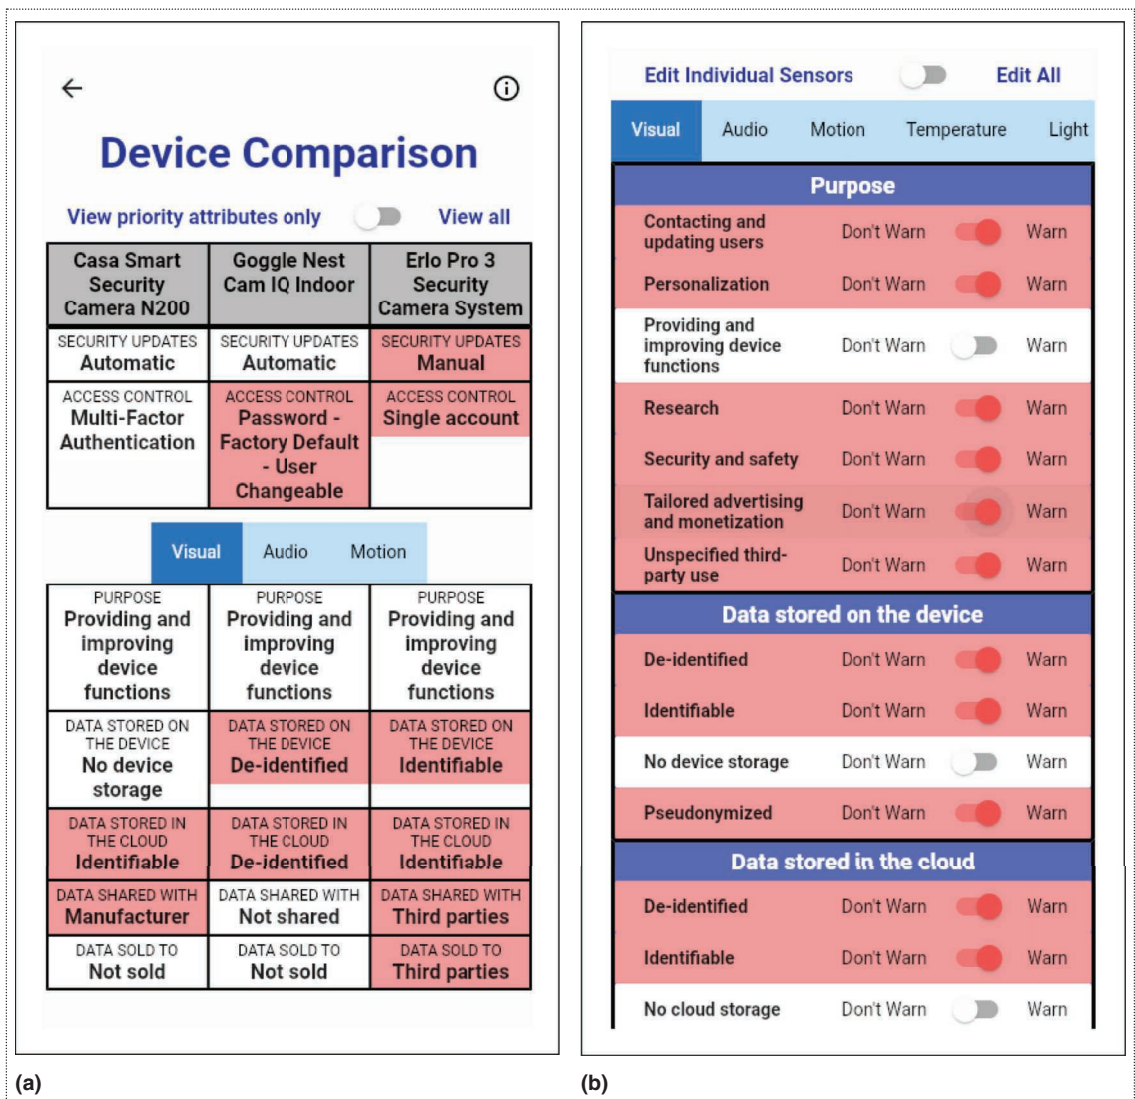 Device Comparison
View priority attributes only View all
Casa Smart
Security
Camera N200
Goggle Nest
Cam IQ Indoor
Erlo Pro 3
Security
Camera System
SECURITY UPDATES
Automatic
SECURITY UPDATES
Automatic
SECURITY UPDATES
Manual
ACCESS CONTROL
Multi-Factor
Authentication
ACCESS CONTROL
Password -
Factory Default
- User
Changeable
ACCESS CONTROL
Single account
Visual Audio Motion
PURPOSE
Providing and
improving
device
functions
PURPOSE
Providing and
improving
device
functions
PURPOSE
Providing and
improving
device
functions
DATA STORED ON
THE DEVICE
No device
storage
DATA STORED ON
THE DEVICE
De-identified
DATA STORED ON
THE DEVICE
Identifiable
DATA STORED IN
THE CLOUD
Identifiable
DATA STORED IN
THE CLOUD
De-identified
DATA STORED IN
THE CLOUD
Identifiable
DATA SHARED WITH
Manufacturer
DATA SHARED WITH
Not shared
DATA SHARED WITH
Third parties
DATA SOLD TO
Not sold
DATA SOLD TO
Not sold
DATA SOLD TO
Third parties
(a)
Edit Individual Sensors Edit All
Visual Audio Motion Temperature Light
Purpose
Contacting and
updating users
Don't Warn Warn
Personalization Don't Warn Warn
Providing and
improving device
functions
Don't Warn Warn
Research Don't Warn Warn
Security and safety Don't Warn Warn
Tailored advertising
and monetization
Don't Warn Warn
Unspecified third-
party use
Don't Warn Warn
Data stored on the device
De-identified Don't Warn Warn
Identifiable Don't Warn Warn
No device storage Don't Warn Warn
Pseudonymized Don't Warn Warn
Data stored in the cloud
De-identified Don't Warn Warn
Identifiable Don't Warn Warn
No cloud storage Don't Warn Warn
(b)